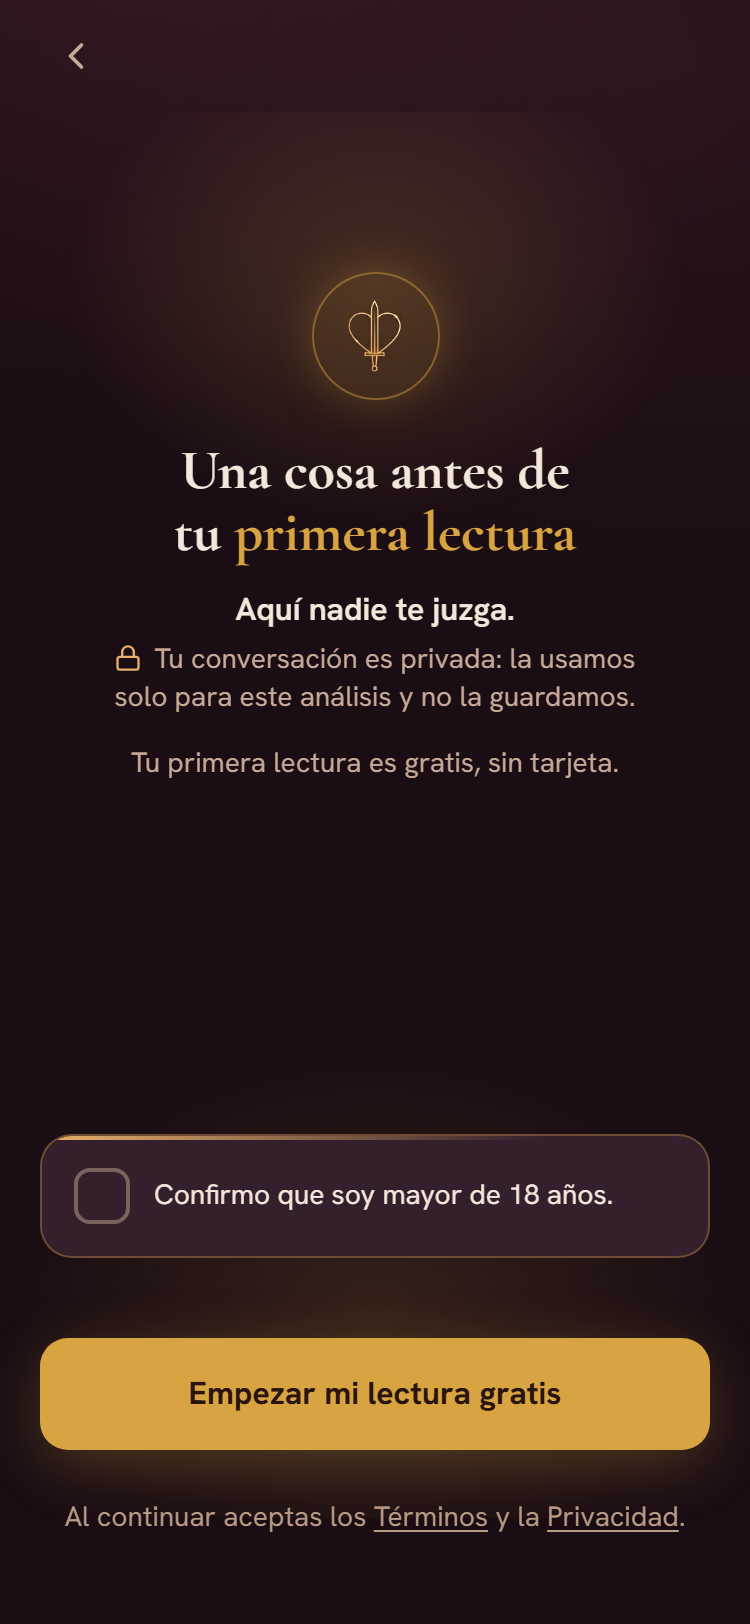 Una cosa antes de
tu primera lectura
Aquí nadie te juzga.
Tu conversación es privada: la usamos
solo para este análisis y no la guardamos.
Tu primera lectura es gratis, sin tarjeta.
Confirmo que soy mayor de 18 años.
Empezar mi lectura gratis
Al continuar aceptas los Términos y la Privacidad.